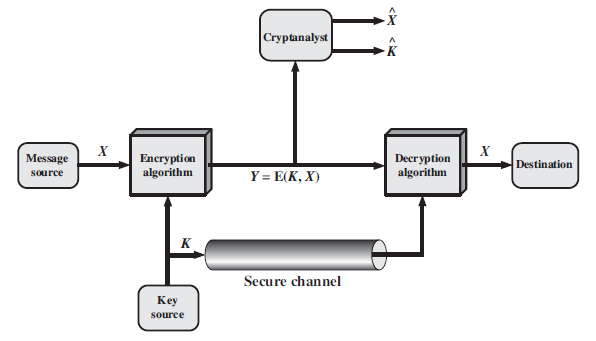 X̂
Cryptanalyst
K̂
Message
source
X
Encryption
algorithm
Y = E(K, X)
Decryption
algorithm
X
Destination
K
Secure channel
Key
source